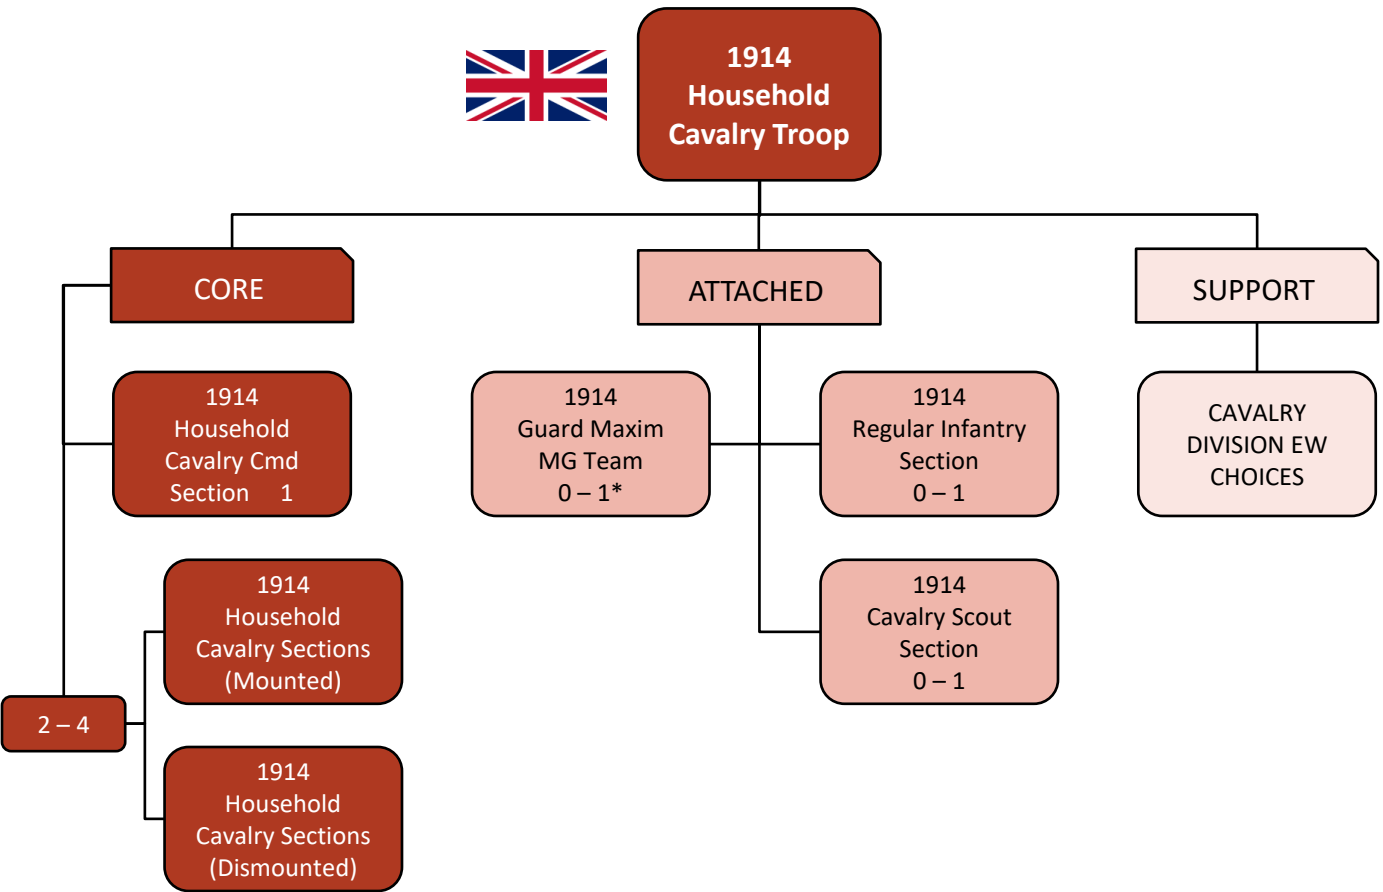 1914
Household
Cavalry Troop
CORE
ATTACHED
SUPPORT
1914
Household
Cavalry Cmd
Section 1
1914
Guard Maxim
MG Team
0 – 1*
1914
Regular Infantry
Section
0 – 1
CAVALRY
DIVISION EW
CHOICES
1914
Household
Cavalry Sections
(Mounted)
1914
Cavalry Scout
Section
0 – 1
2 – 4
1914
Household
Cavalry Sections
(Dismounted)